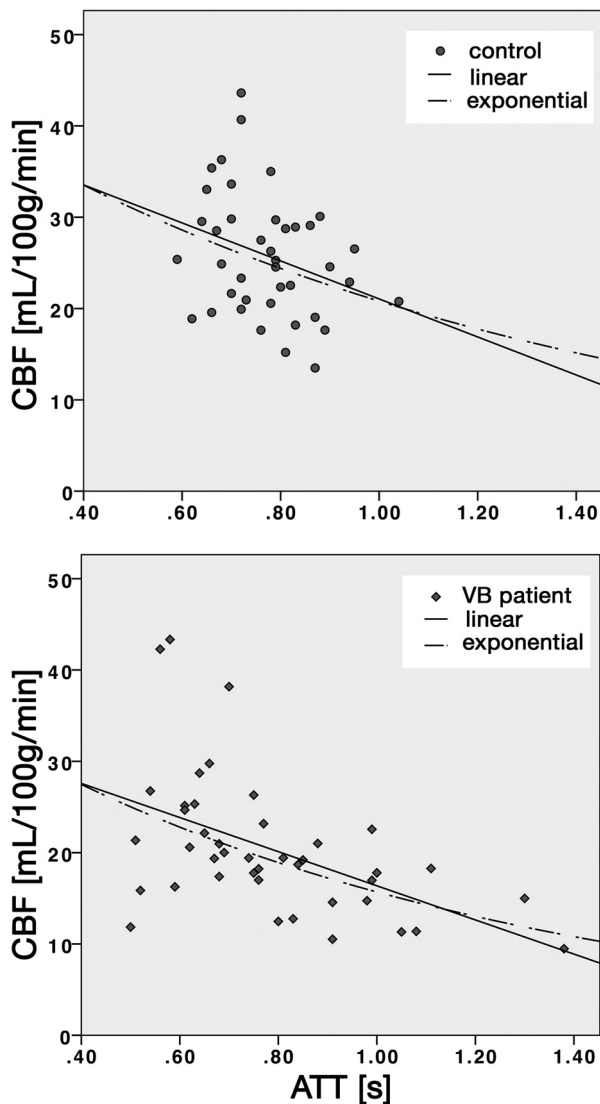 50
control
linear
exponential
40
30
20
10
0
CBF [mL/100g/min]
.40 .60 .80 1.00 1.20 1.40
50
VB patient
linear
exponential
40
30
20
10
0
CBF [mL/100g/min]
.40 .60 .80 1.00 1.20 1.40
ATT [s]